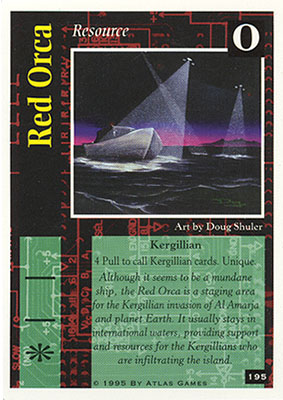 Red Orca
Resource
O
Art by Doug Shuler
Kergillian
4 Pull to call Kergillian cards. Unique.
Although it seems to be a mundane
ship, the Red Orca is a staging area
for the Kergillian invasion of Al Amarja
and planet Earth. It usually stays in
international waters, providing support
and resources for the Kergillians who
are infiltrating the island.
© 1995 BY ATLAS GAMES
195